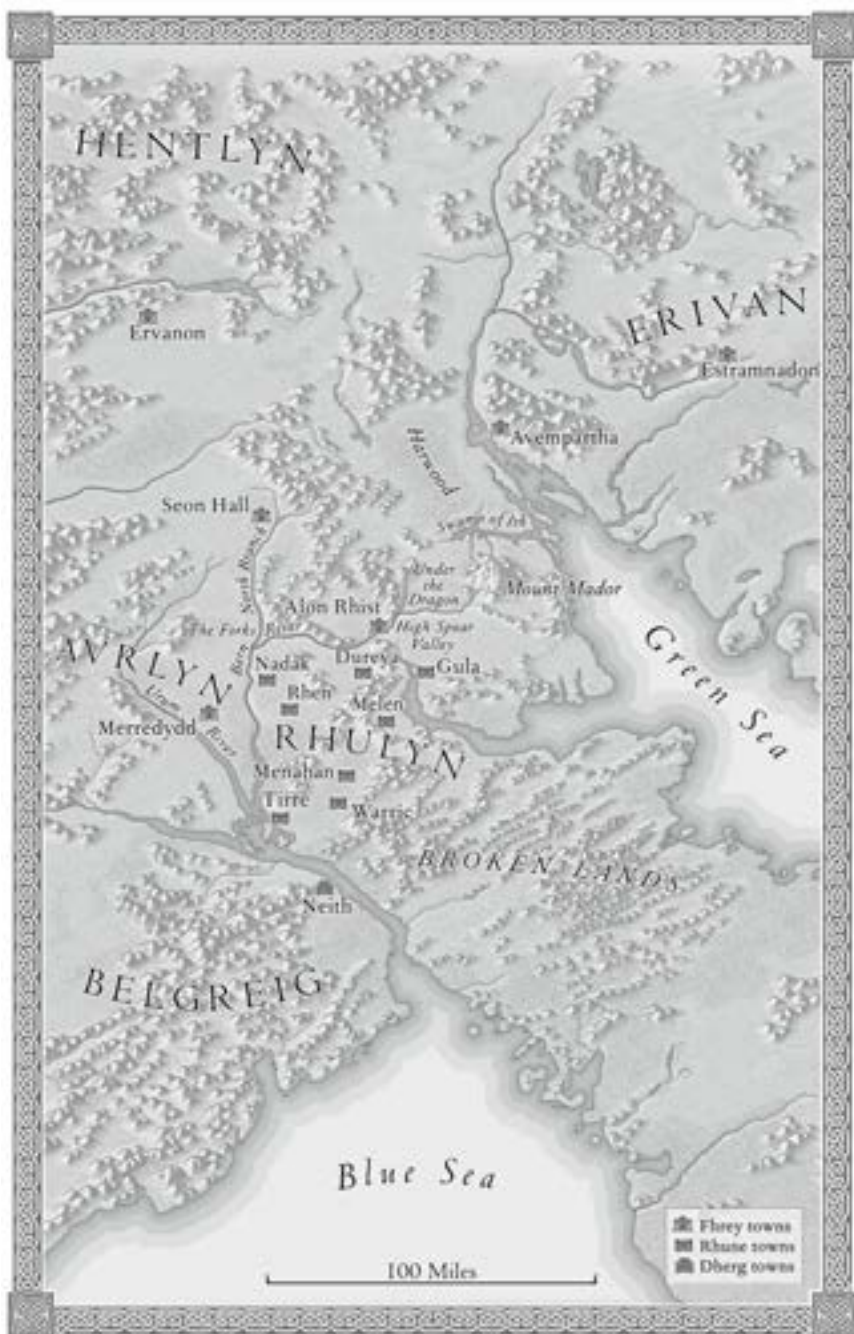 HENTLYN
ERIVAN
Ervanon
Estramnadon
Avempartha
Harwood
Seon Hall
Swamp of Ith
North Branch
Under
the
Dragon
Mount Mador
Alon Rhist
The Forks River
High Spear
Valley
Green Sea
AVRLYN
Bern
Nadak
Dureya
Gula
Rhen
Melen
Urum
River
Merredydd
RHULYN
Menahan
Tirre
Warric
BROKEN LANDS
Neith
BELGREIG
Blue Sea
Fhrey towns
Rhune towns
Dherg towns
100 Miles